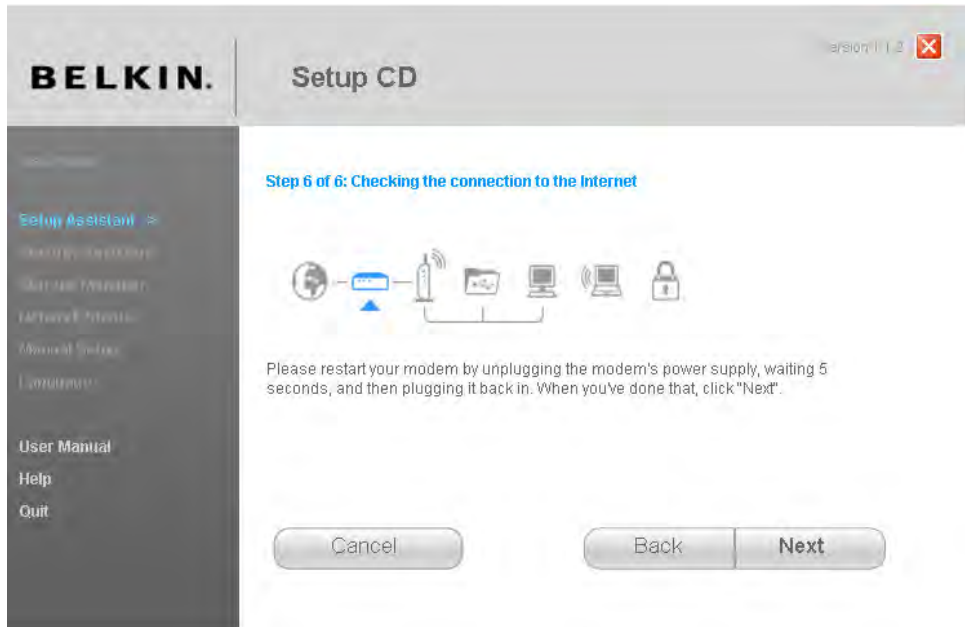 BELKIN.
Setup CD
Step 6 of 6: Checking the connection to the Internet
Setup Assistant >
Manual Setup
Please restart your modem by unplugging the modem's power supply, waiting 5
seconds, and then plugging it back in. When you've done that, click "Next".
User Manual
Help
Quit
Cancel
Back
Next